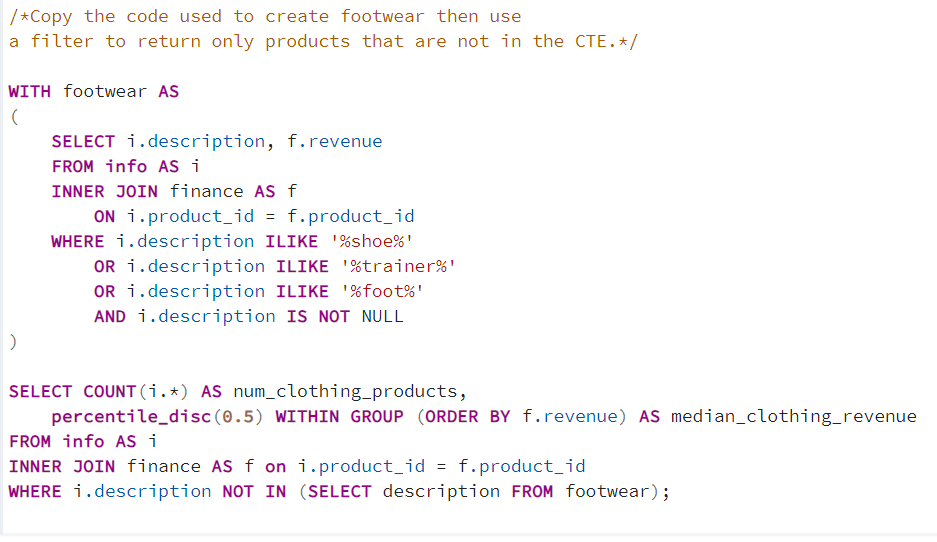 /*Copy the code used to create footwear then use
a filter to return only products that are not in the CTE.*/
WITH footwear AS
(
SELECT i.description, f.revenue
FROM info AS i
INNER JOIN finance AS f
ON i.product_id = f.product_id
WHERE i.description ILIKE '%shoe%'
OR i.description ILIKE '%trainer%'
OR i.description ILIKE '%foot%'
AND i.description IS NOT NULL
)
SELECT COUNT(i.*) AS num_clothing_products,
percentile_disc(0.5) WITHIN GROUP (ORDER BY f.revenue) AS median_clothing_revenue
FROM info AS i
INNER JOIN finance AS f on i.product_id = f.product_id
WHERE i.description NOT IN (SELECT description FROM footwear);